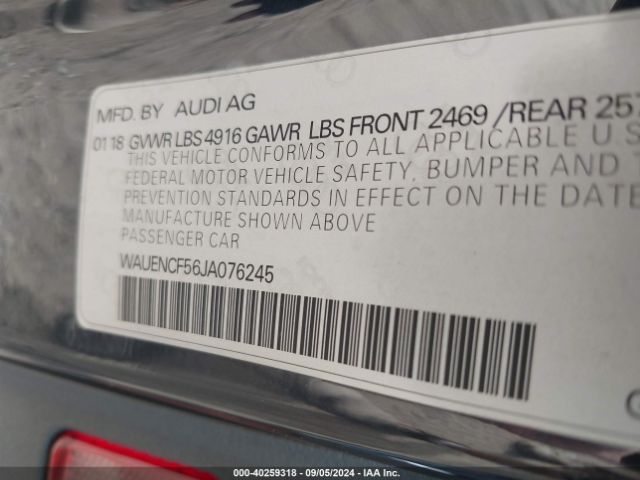 MFD. BY AUDI AG
01 18 GVWR LBS 4916 GAWR LBS FRONT 2469 /REAR 257
THIS VEHICLE CONFORMS TO ALL APPLICABLE U S
FEDERAL MOTOR VEHICLE SAFETY, BUMPER AND
PREVENTION STANDARDS IN EFFECT ON THE DATE
MANUFACTURE SHOWN ABOVE
PASSENGER CAR
WAUENCF56JA076245
000-40259318 - 09/05/2024 - IAA Inc.